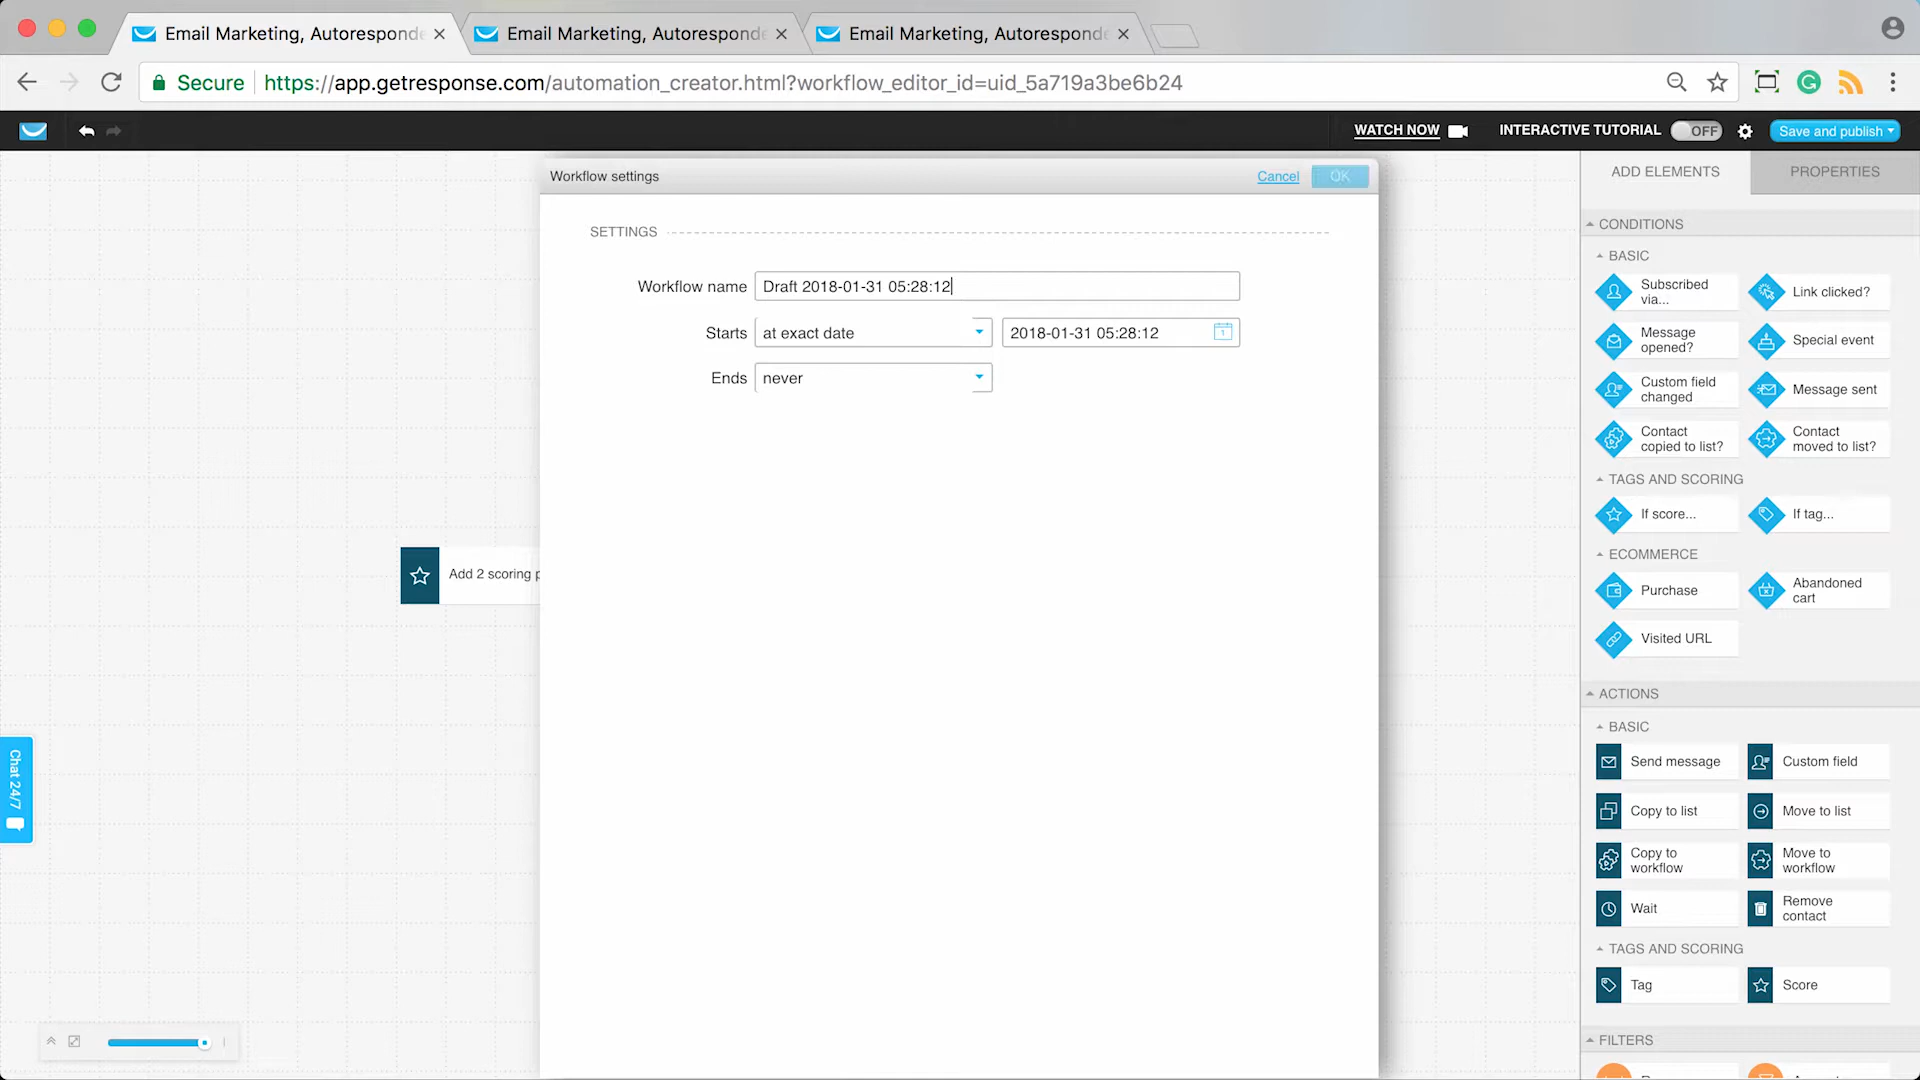 Email Marketing, Autoresponde
Email Marketing, Autoresponde
Email Marketing, Autoresponde
Secure
https://app.getresponse.com/automation_creator.html?workflow_editor_id=uid_5a719a3be6b24
WATCH NOW
INTERACTIVE TUTORIAL
OFF
Save and publish
Workflow settings
Cancel
OK
SETTINGS
Workflow name
Draft 2018-01-31 05:28:12
Starts
at exact date
2018-01-31 05:28:12
1
Ends
never
Add 2 scoring p
Chat 24/7
ADD ELEMENTS
PROPERTIES
CONDITIONS
BASIC
Subscribed
via...
Link clicked?
Message
opened?
Special event
Custom field
changed
Message sent
Contact
copied to list?
Contact
moved to list?
TAGS AND SCORING
If score...
If tag...
ECOMMERCE
Purchase
Abandoned
cart
Visited URL
ACTIONS
BASIC
Send message
Custom field
Copy to list
Move to list
Copy to
workflow
Move to
workflow
Wait
Remove
contact
TAGS AND SCORING
Tag
Score
FILTERS